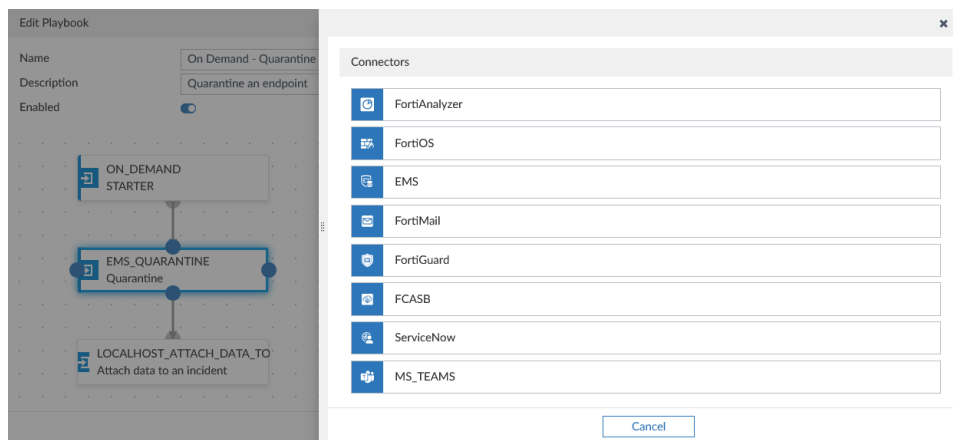 Edit Playbook
Name
On Demand - Quarantine
Description
Quarantine an endpoint
Enabled
ON_DEMAND
STARTER
EMS_QUARANTINE
Quarantine
LOCALHOST_ATTACH_DATA_TO
Attach data to an incident
Connectors
FortiAnalyzer
FortiOS
EMS
FortiMail
FortiGuard
FCASB
ServiceNow
MS_TEAMS
Cancel